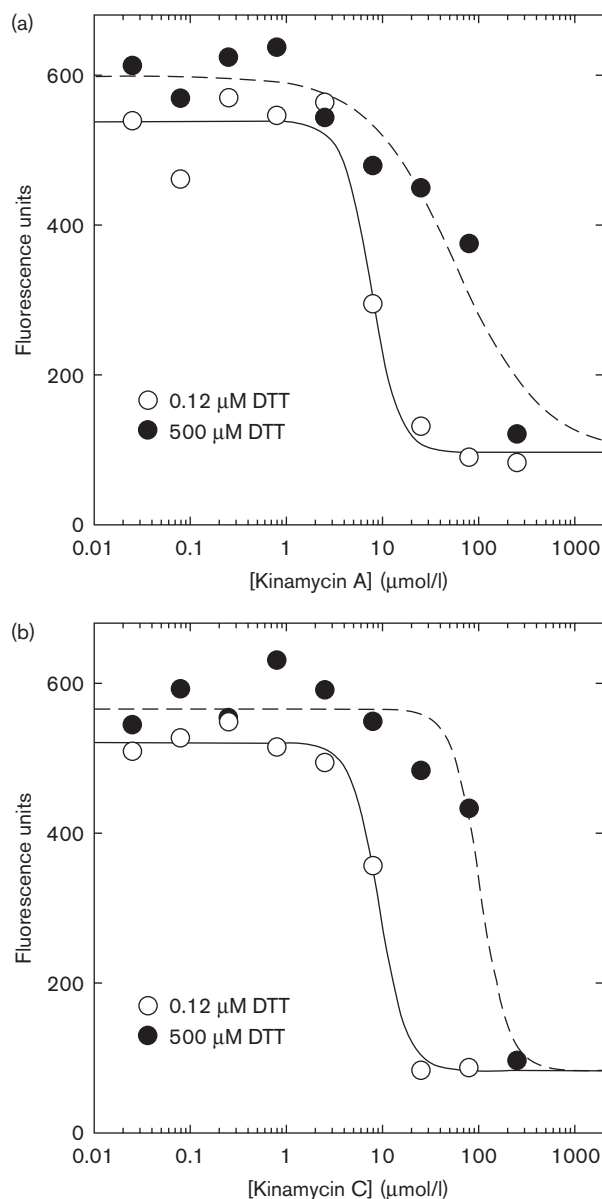 (a)
600
400
200
0
Fluorescence units
0.12 μM DTT
500 μM DTT
0.01 0.1 1 10 100 1000
[Kinamycin A] (μmol/l)
(b)
600
400
200
0
Fluorescence units
0.12 μM DTT
500 μM DTT
0.01 0.1 1 10 100 1000
[Kinamycin C] (μmol/l)